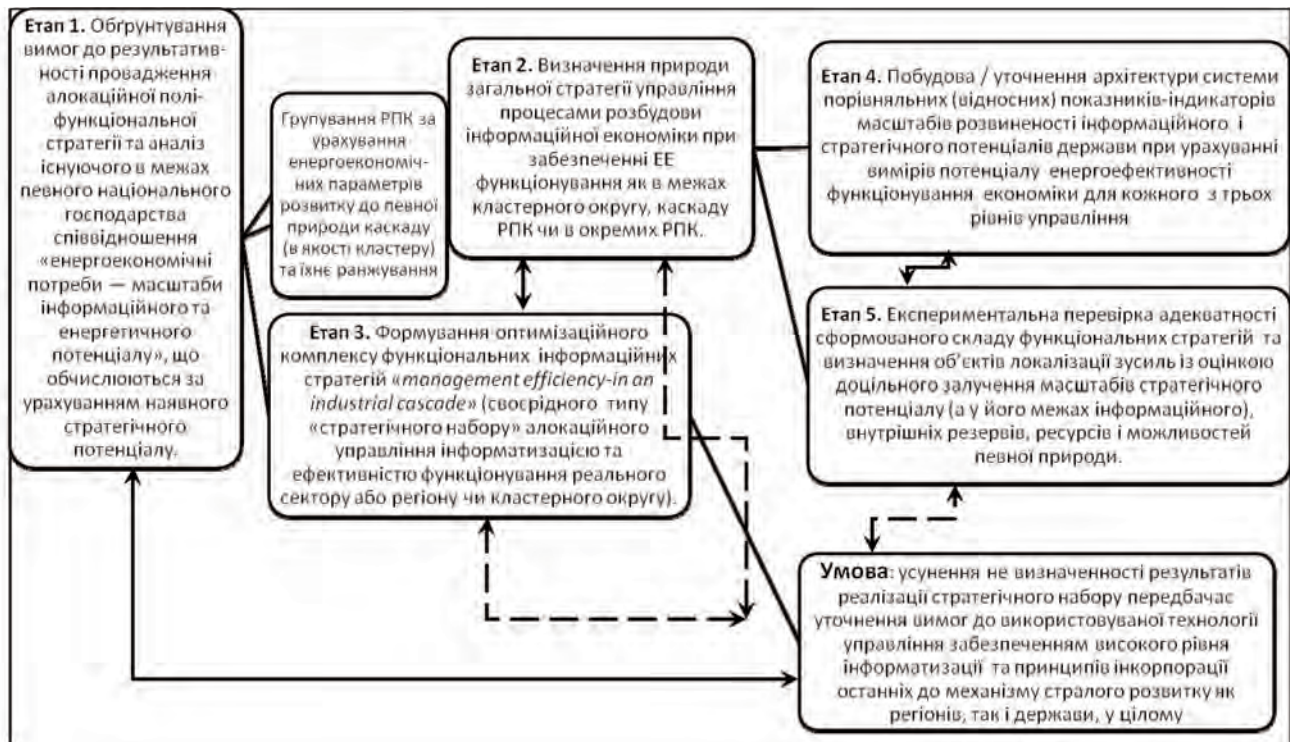 Етап 1. Обґрунтування
вимог до результатив-
ності провадження
алокаційної полі-
функціональної
стратегії та аналіз
існуючого в межах
певного національного
господарства
співвідношення
«енергоекономічні
потреби — масштаби
інформаційного та
енергетичного
потенціалу», що
обчислюються за
урахуванням наявного
стратегічного
потенціалу.
Групування РПК за
урахування
енергоекономіч-
них параметрів
розвитку до певної
природи каскаду
(в якості кластеру)
та їхнє ранжування
Етап 2. Визначення природи
загальної стратегії управління
процесами розбудови
інформаційної економіки при
забезпеченні ЕЕ
функціонування як в межах
кластерного округу, каскаду
РПК чи в окремих РПК.
Етап 3. Формування оптимізаційного
комплексу функціональних інформаційних
стратегій «management efficiency-in an
industrial cascade» (своєрідного типу
«стратегічного набору» алокаційного
управління інформатизацією та
ефективністю функціонування реального
сектору або регіону чи кластерного округу).
Етап 4. Побудова / уточнення архітектури системи
порівняльних (відносних) показників-індикаторів
масштабів розвиненості інформаційного і
стратегічного потенціалів держави при урахуванні
вимірів потенціалу енергоефективності
функціонування економіки для кожного з трьох
рівнів управління
Етап 5. Експериментальна перевірка адекватності
сформованого складу функціональних стратегій та
визначення об’єктів локалізації зусиль із оцінкою
доцільного залучення масштабів стратегічного
потенціалу (а у його межах інформаційного),
внутрішніх резервів, ресурсів і можливостей
певної природи.
Умова: усунення не визначенності результатів
реалізації стратегічного набору передбачає
уточнення вимог до використовуваної технології
управління забезпеченням високого рівня
інформатизації та принципів інкорпорації
останніх до механізму стралого розвитку як
регіонів, так і держави, у цілому